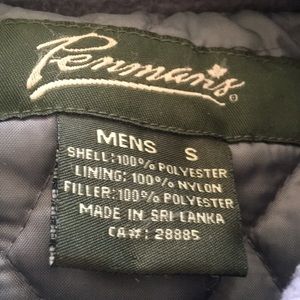 Penmans®
MENS S
SHELL:100% POLYESTER
LINING: 100% NYLON
FILLER:100% POLYESTER
MADE IN SRI LANKA
CA#: 28885